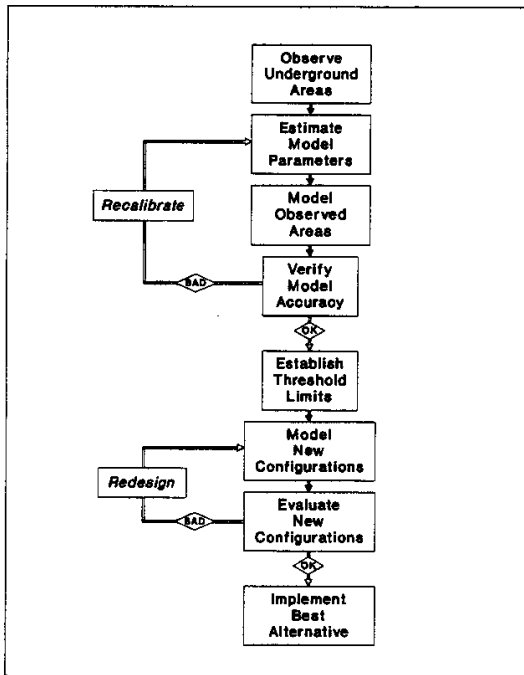 Observe
Underground
Areas
Estimate
Model
Parameters
Recalibrate
Model
Observed
Areas
Verify
Model
Accuracy
BAD
OK
Establish
Threshold
Limits
Model
New
Configurations
Redesign
Evaluate
New
Configurations
BAD
OK
Implement
Best
Alternative